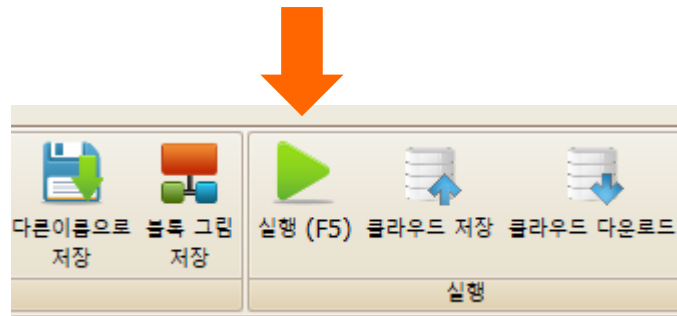 다른이름으로
저장
블록 그림
저장
실행 (F5)
클라우드 저장
클라우드 다운로드
실행